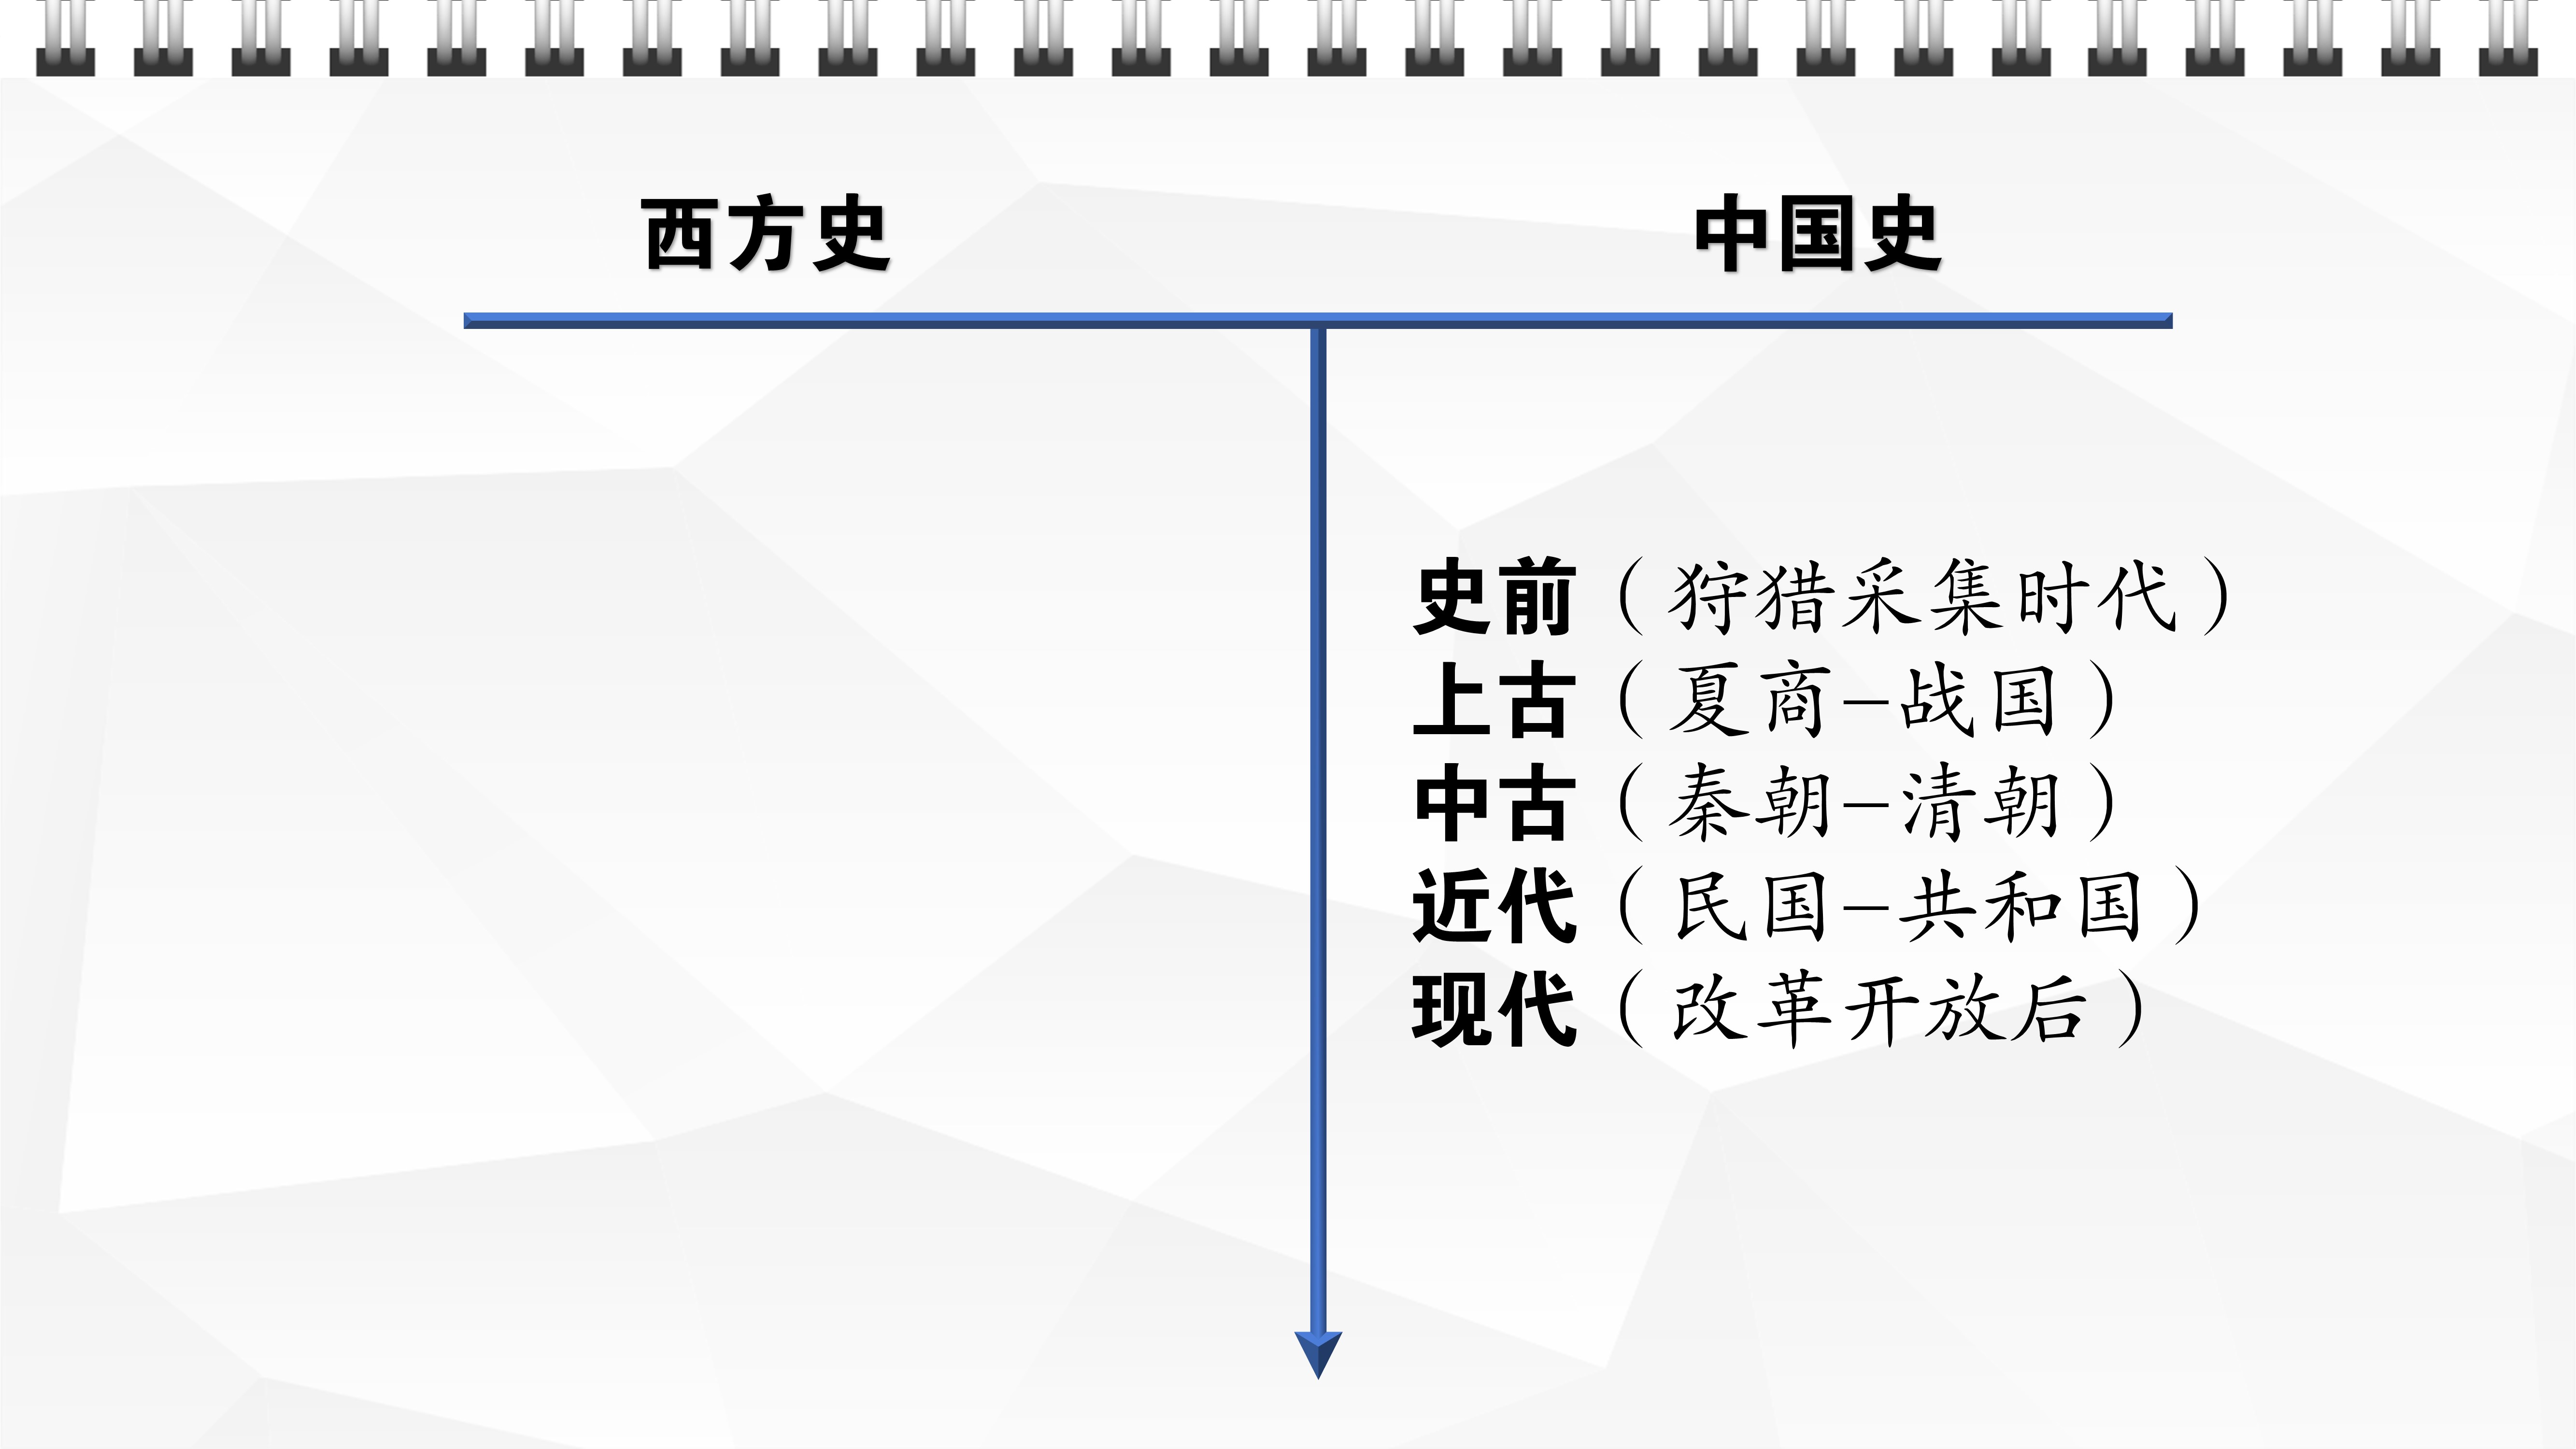 西方史
中国史
史前（狩猎采集时代）
上古（夏商–战国）
中古（秦朝–清朝）
近代（民国–共和国）
现代（改革开放后）